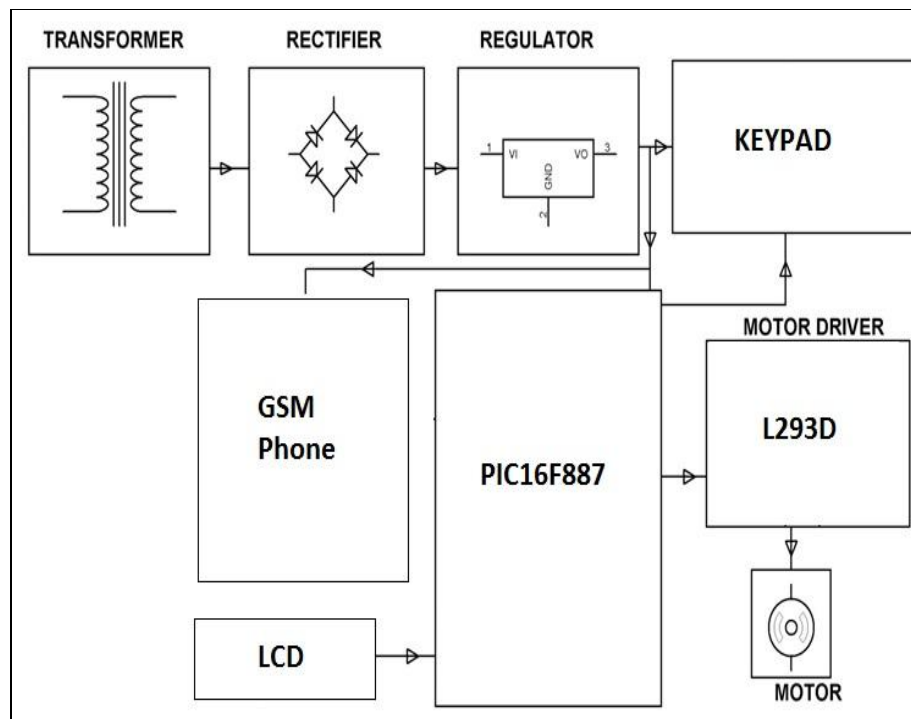 TRANSFORMER
RECTIFIER
REGULATOR
1
VI
VO
3
GND
2
KEYPAD
MOTOR DRIVER
GSM
Phone
PIC16F887
L293D
LCD
MOTOR